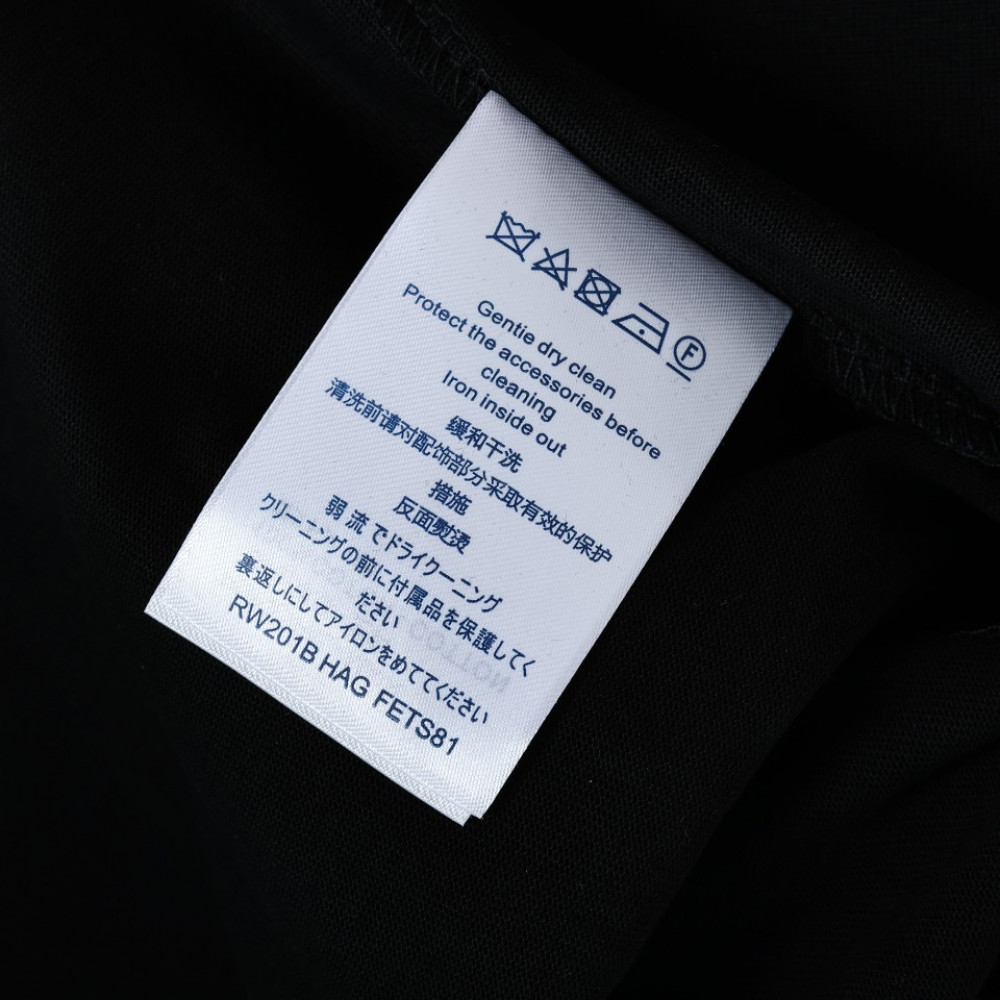 F
Gentie dry clean
Protect the accessories before
cleaning
Iron inside out
缓和干洗
清洗前请对配饰部分采取有效的保护
措施
反面熨烫
弱 流 でドライクーニング
クリーニングの前に付属品を保護してく
ださい
裏返しにしてアイロンをめててください
RW201B HAG FETS81
COTTON